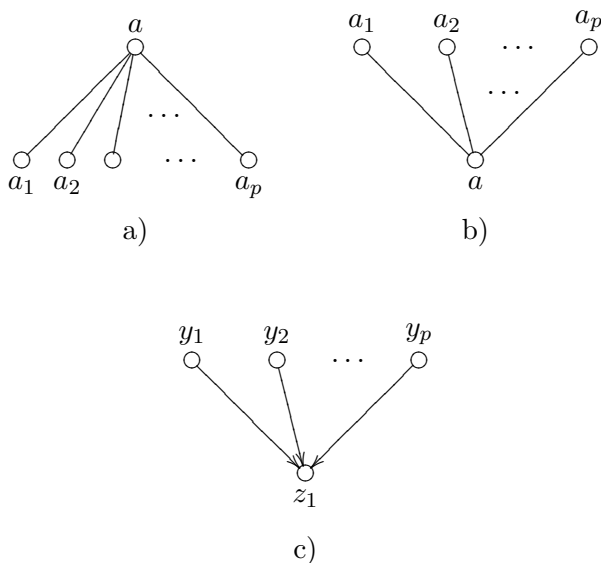 a
a₁ a₂ ⋯ aₚ
⋯ ⋯
a₁ a₂ ⋯ aₚ
a
a) b)
y₁ y₂ ⋯ yₚ
z₁
c)